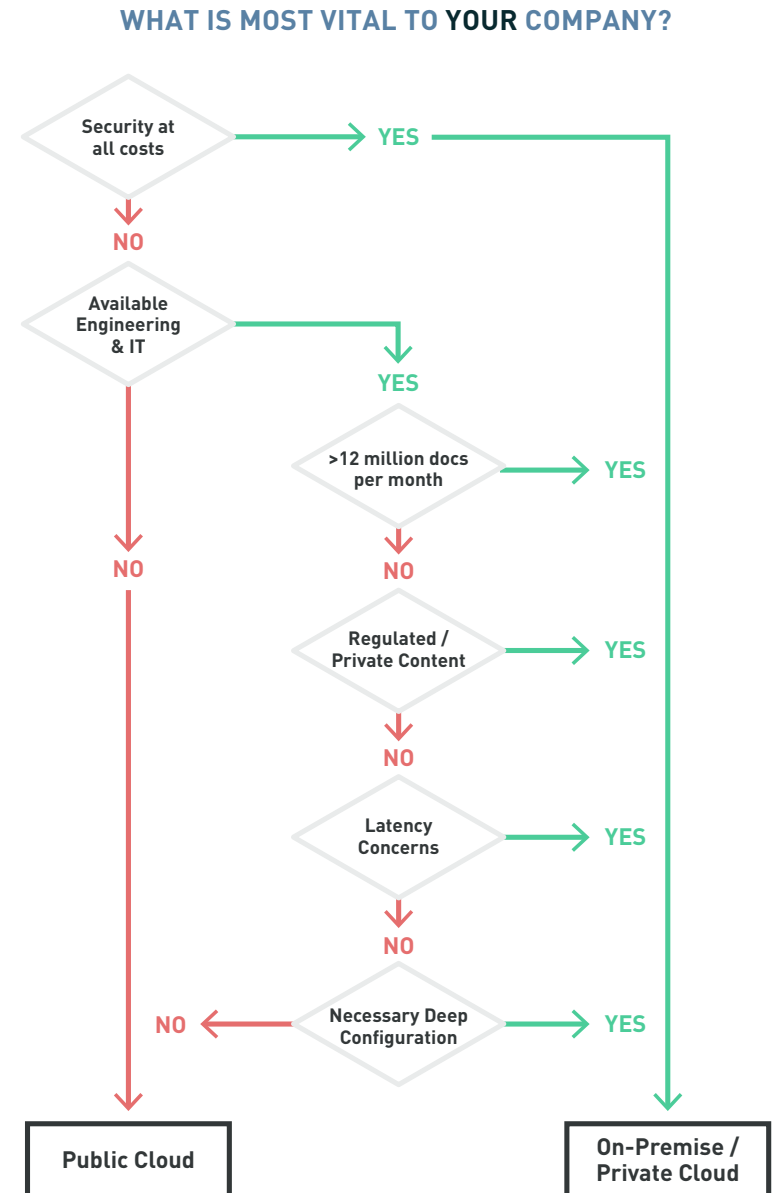 WHAT IS MOST VITAL TO YOUR COMPANY?
Security at
all costs
YES
NO
Available
Engineering
& IT
YES
>12 million docs
per month
YES
NO
NO
Regulated /
Private Content
YES
NO
Latency
Concerns
YES
NO
Necessary Deep
Configuration
NO
YES
Public Cloud
On-Premise /
Private Cloud